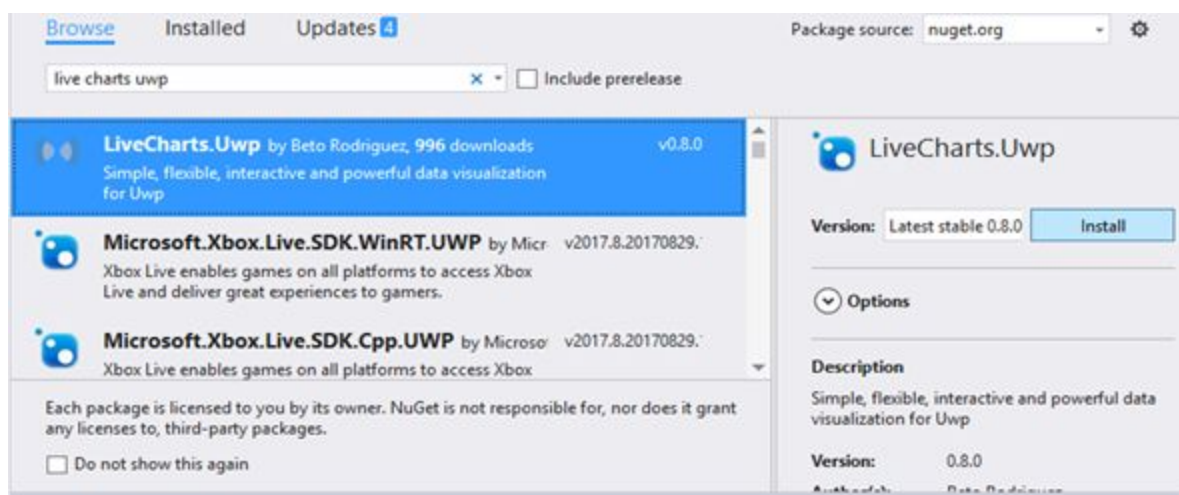 Browse Installed Updates 4 Package source: nuget.org
live charts uwp Include prerelease
LiveCharts.Uwp by Beto Rodriguez, 996 downloads v0.8.0
Simple, flexible, interactive and powerful data visualization
for Uwp
Microsoft.Xbox.Live.SDK.WinRT.UWP by Micr v2017.8.20170829.
Xbox Live enables games on all platforms to access Xbox
Live and deliver great experiences to gamers.
Microsoft.Xbox.Live.SDK.Cpp.UWP by Microso v2017.8.20170829.
Xbox Live enables games on all platforms to access Xbox
Each package is licensed to you by its owner. NuGet is not responsible for, nor does it grant
any licenses to, third-party packages.
Do not show this again
LiveCharts.Uwp
Version: Latest stable 0.8.0 Install
Options
Description
Simple, flexible, interactive and powerful data
visualization for Uwp
Version: 0.8.0